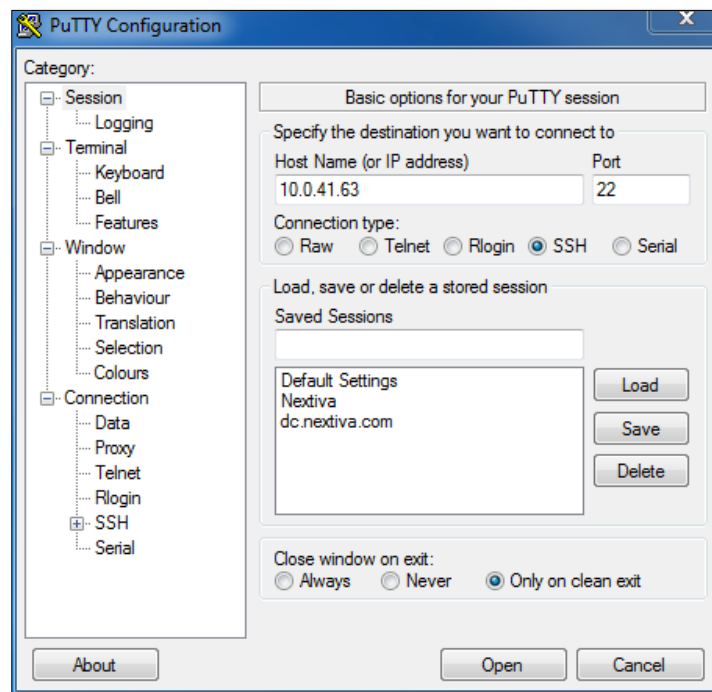 PuTTY Configuration
X
Category:
Session
Logging
Terminal
Keyboard
Bell
Features
Window
Appearance
Behaviour
Translation
Selection
Colours
Connection
Data
Proxy
Telnet
Rlogin
SSH
Serial
Basic options for your PuTTY session
Specify the destination you want to connect to
Host Name (or IP address) Port
10.0.41.63 22
Connection type:
Raw Telnet Rlogin SSH Serial
Load, save or delete a stored session
Saved Sessions
Default Settings
Nextiva
dc.nextiva.com
Load
Save
Delete
Close window on exit:
Always Never Only on clean exit
About Open Cancel